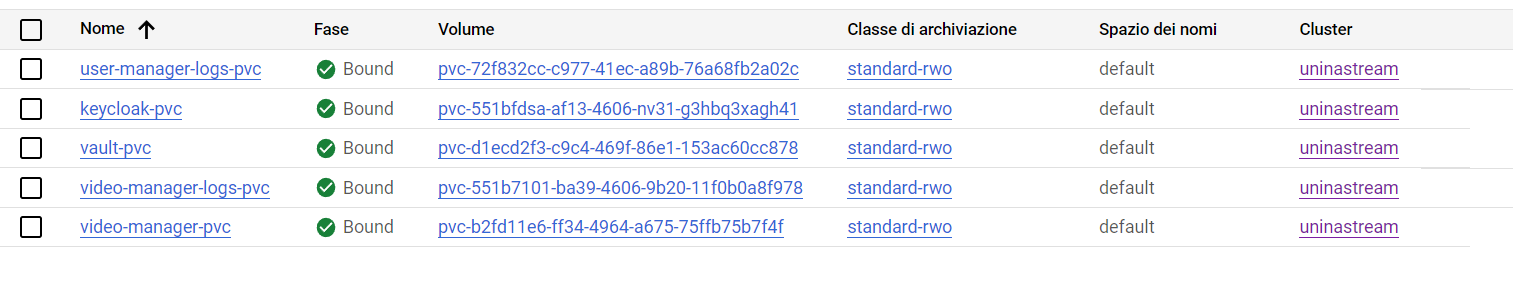 Nome Fase Volume Classe di archiviazione Spazio dei nomi Cluster
user-manager-logs-pvc Bound pvc-72f832cc-c977-41ec-a89b-76a68fb2a02c standard-rwo default uninastream
keycloak-pvc Bound pvc-551bfdsa-af13-4606-nv31-g3hbq3xagh41 standard-rwo default uninastream
vault-pvc Bound pvc-d1ecd2f3-c9c4-469f-86e1-153ac60cc878 standard-rwo default uninastream
video-manager-logs-pvc Bound pvc-551b7101-ba39-4606-9b20-11f0b0a8f978 standard-rwo default uninastream
video-manager-pvc Bound pvc-b2fd11e6-ff34-4964-a675-75ffb75b7f4f standard-rwo default uninastream